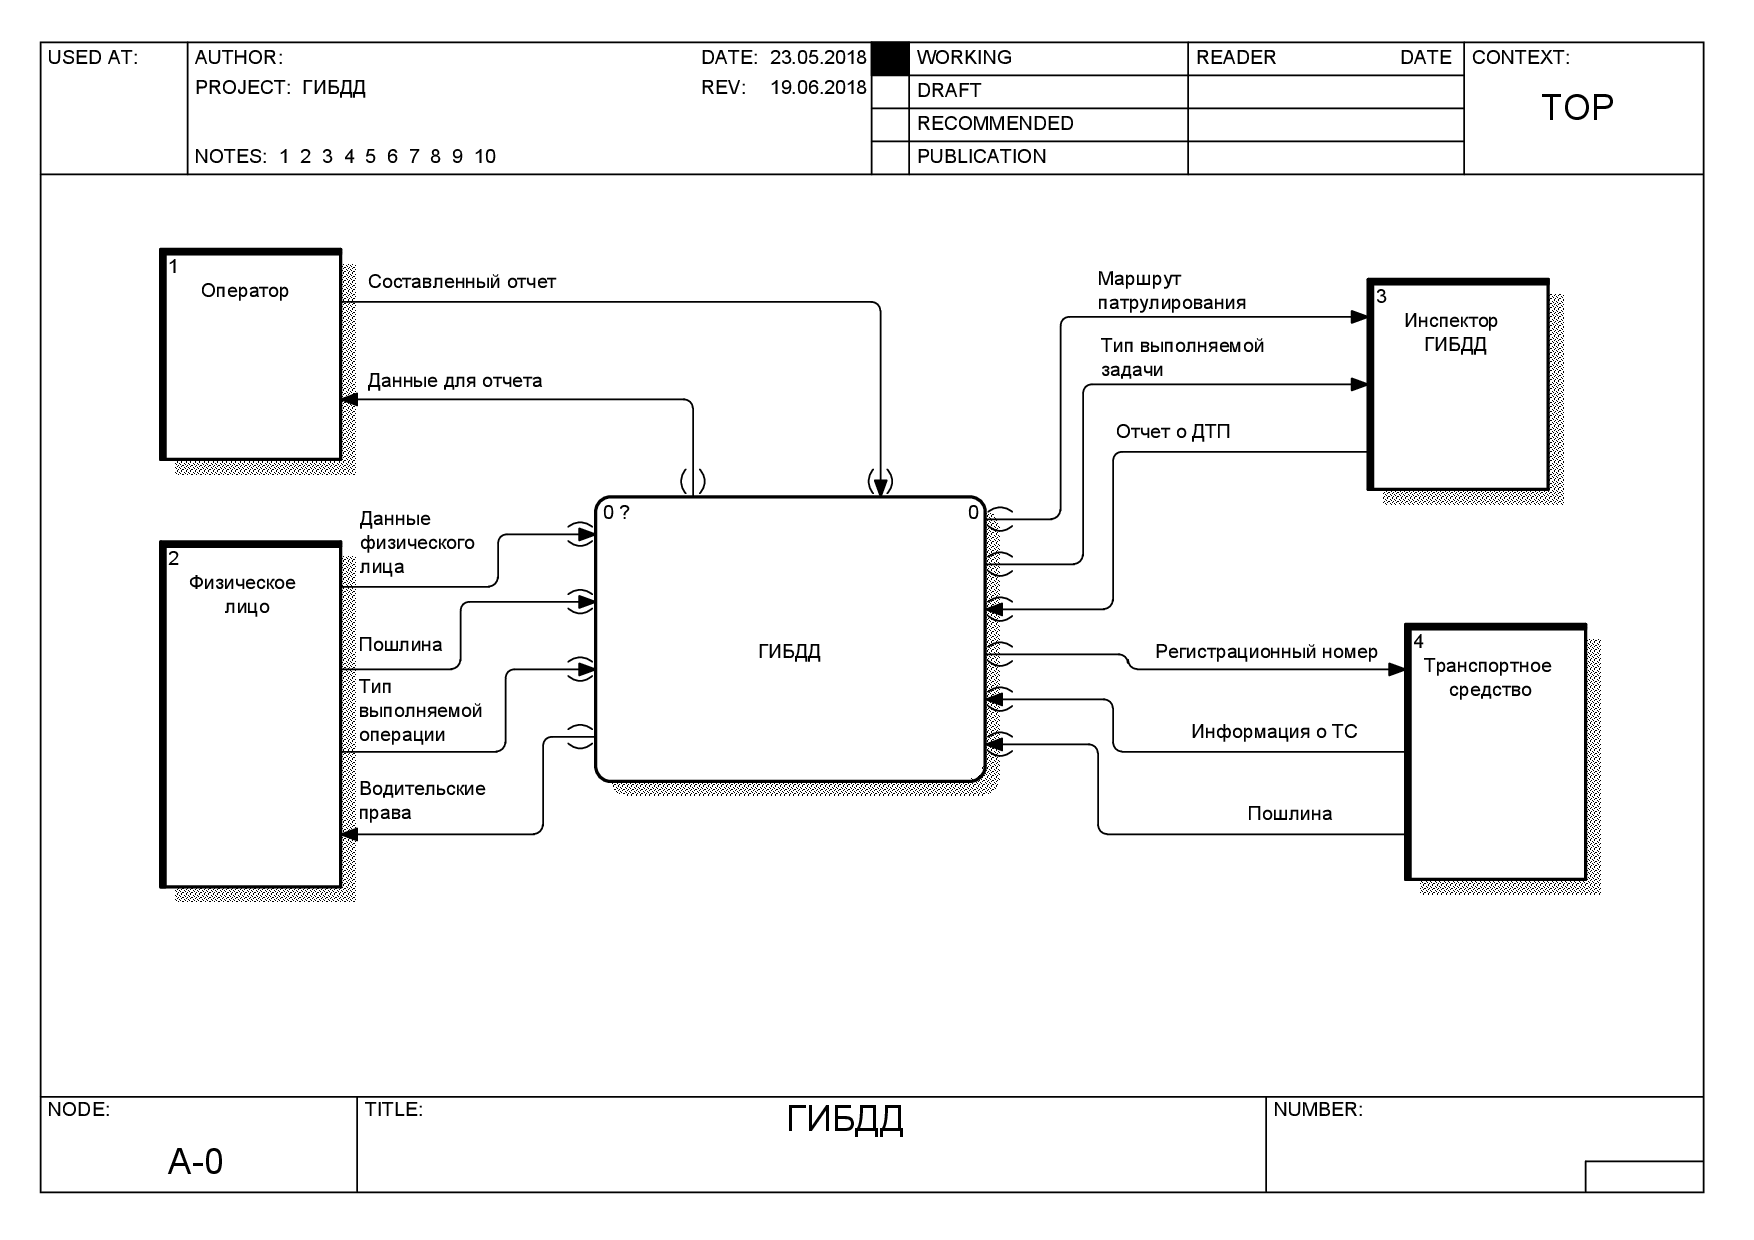 USED AT:
AUTHOR:
DATE: 23.05.2018
PROJECT: ГИБДД
REV: 19.06.2018
NOTES: 1 2 3 4 5 6 7 8 9 10
WORKING
DRAFT
RECOMMENDED
PUBLICATION
READER DATE
CONTEXT:
TOP
1
Оператор
Составленный отчет
Данные для отчета
2
Физическое
лицо
Данные
физического
лица
Пошлина
Тип
выполняемой
операции
Водительские
права
0 ?
0
ГИБДД
Маршрут
патрулирования
Тип выполняемой
задачи
Отчет о ДТП
3
Инспектор
ГИБДД
Регистрационный номер
Информация о ТС
Пошлина
4
Транспортное
средство
NODE:
A-0
TITLE:
ГИБДД
NUMBER: